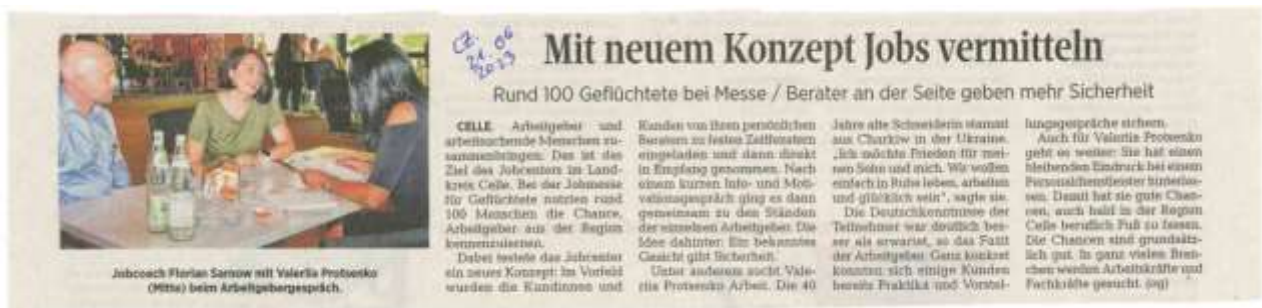 CZ.
21.06
2023
Mit neuem Konzept Jobs vermitteln
Rund 100 Geflüchtete bei Messe / Berater an der Seite geben mehr Sicherheit
CELLE. Arbeitgeber und
arbeitsuchende Menschen zu-
sammenbringen. Das ist das
Ziel des Jobcenters im Land-
kreis Celle. Bei der Jobmesse
für Geflüchtete nutzten rund
100 Menschen die Chance,
Arbeitgeber aus der Region
kennenzulernen.
Dabei testete das Jobcenter
ein neues Konzept: Im Vorfeld
wurden die Kundinnen und
Kunden von ihren persönlichen
Beratern zu festen Zeitfenstern
eingeladen und dann direkt
in Empfang genommen. Nach
einem kurzen Info- und Moti-
vationsgespräch ging es dann
gemeinsam zu den Ständen
der einzelnen Arbeitgeber. Die
Idee dahinter: Ein bekanntes
Gesicht gibt Sicherheit.
Unter anderem sucht Vale-
riia Protsenko Arbeit. Die 40
Jahre alte Schneiderin stammt
aus Charkiw in der Ukraine.
„Ich möchte Frieden für mei-
nen Sohn und mich. Wir wollen
einfach in Ruhe leben, arbeiten
und glücklich sein“, sagte sie.
Die Deutschkenntnisse der
Teilnehmer war deutlich bes-
ser als erwartet, so das Fazit
der Arbeitgeber. Ganz konkret
konnten sich einige Kunden
bereits Praktika und Vorstel-
lungsgespräche sichern.
Auch für Valeriia Protsenko
geht es weiter: Sie hat einen
bleibenden Eindruck bei einem
Personaldienstleister hinterlas-
sen. Damit hat sie gute Chan-
cen, auch bald in der Region
Celle beruflich Fuß zu fassen.
Die Chancen sind grundsätz-
lich gut. In ganz vielen Bran-
chen werden Arbeitskräfte und
Fachkräfte gesucht. (og)
Jobcoach Florian Sarnow mit Valeriia Protsenko
(Mitte) beim Arbeitgebergespräch.